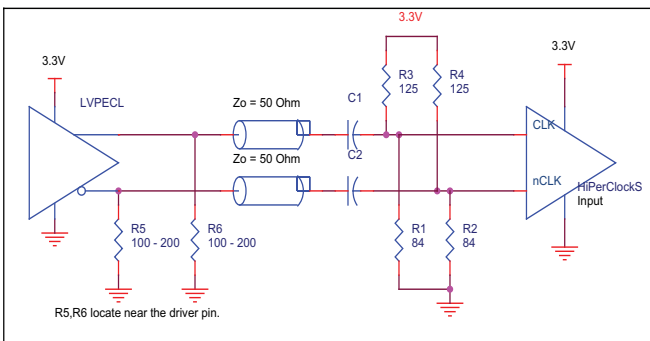 3.3V
3.3V
3.3V
LVPECL
R3
125
R4
125
Zo = 50 Ohm
C1
CLK
Zo = 50 Ohm
C2
nCLK
HiPerClockS
Input
R5
100 - 200
R6
100 - 200
R1
84
R2
84
R5,R6 locate near the driver pin.